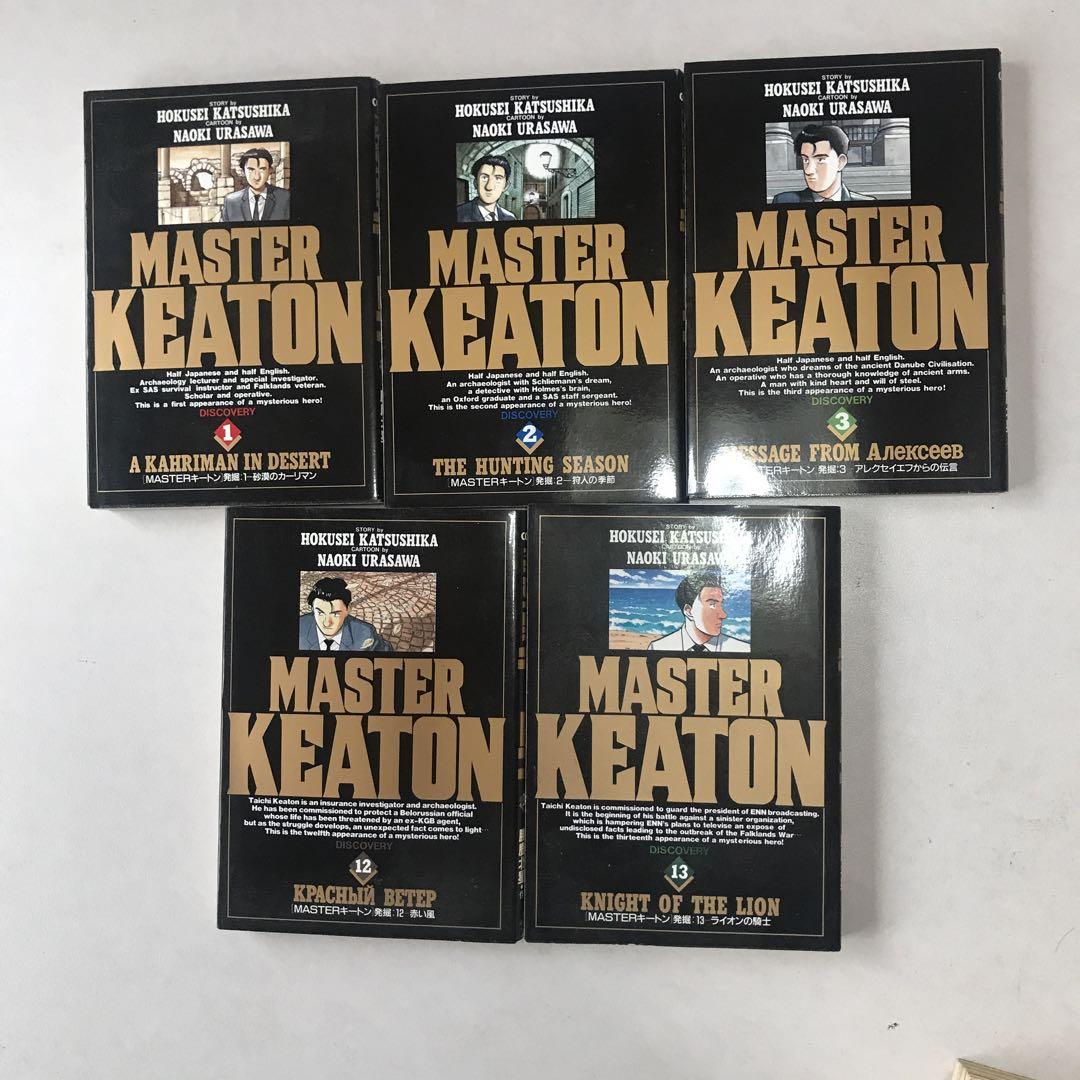 STORY by
HOKUSEI KATSUSHIKA
CARTOON by
NAOKI URASAWA
MASTER
KEATON
Half Japanese and half English.
Archaeology lecturer and special investigator.
Ex SAS survival instructor and Falklands veteran.
Scholar and operative.
This is a first appearance of a mysterious hero!
DISCOVERY
1
A KAHRIMAN IN DESERT
[MASTERキートン]発掘:1―砂漠のカーリマン
STORY by
HOKUSEI KATSUSHIKA
CARTOON by
NAOKI URASAWA
MASTER
KEATON
Half Japanese and half English.
An archaeologist with Schliemann's dream,
a detective with Holmes's brain,
an Oxford graduate and a SAS staff sergeant.
This is the second appearance of a mysterious hero!
DISCOVERY
2
THE HUNTING SEASON
[MASTERキートン]発掘:2―狩人の季節
STORY by
HOKUSEI KATSUSHIKA
CARTOON by
NAOKI URASAWA
MASTER
KEATON
Half Japanese and half English.
An archaeologist who dreams of the ancient Danube Civilisation.
An operative who has a thorough knowledge of ancient arms.
A man with kind heart and will of steel.
This is the third appearance of a mysterious hero!
DISCOVERY
3
MESSAGE FROM Алексеев
[MASTERキートン]発掘:3 アレクセイエフからの伝言
STORY by
HOKUSEI KATSUSHIKA
CARTOON by
NAOKI URASAWA
MASTER
KEATON
Taichi Keaton is an insurance investigator and archaeologist.
He has been commissioned to protect a Belorussian official
whose life has been threatened by an ex-KGB agent,
but as the struggle develops, an unexpected fact comes to light…
This is the twelfth appearance of a mysterious hero!
DISCOVERY
12
КРАСНЫЙ ВЕТЕР
[MASTERキートン]発掘:12 赤い風
STORY by
HOKUSEI KATSUSHIKA
CARTOON by
NAOKI URASAWA
MASTER
KEATON
Taichi Keaton is commissioned to guard the president of ENN broadcasting.
It is the beginning of his battle against a sinister organization,
which is hampering ENN's plans to televise an expose of
undisclosed facts leading to the outbreak of the Falklands War…
This is the thirteenth appearance of a mysterious hero!
DISCOVERY
13
KNIGHT OF THE LION
[MASTERキートン]発掘:13―ライオンの騎士